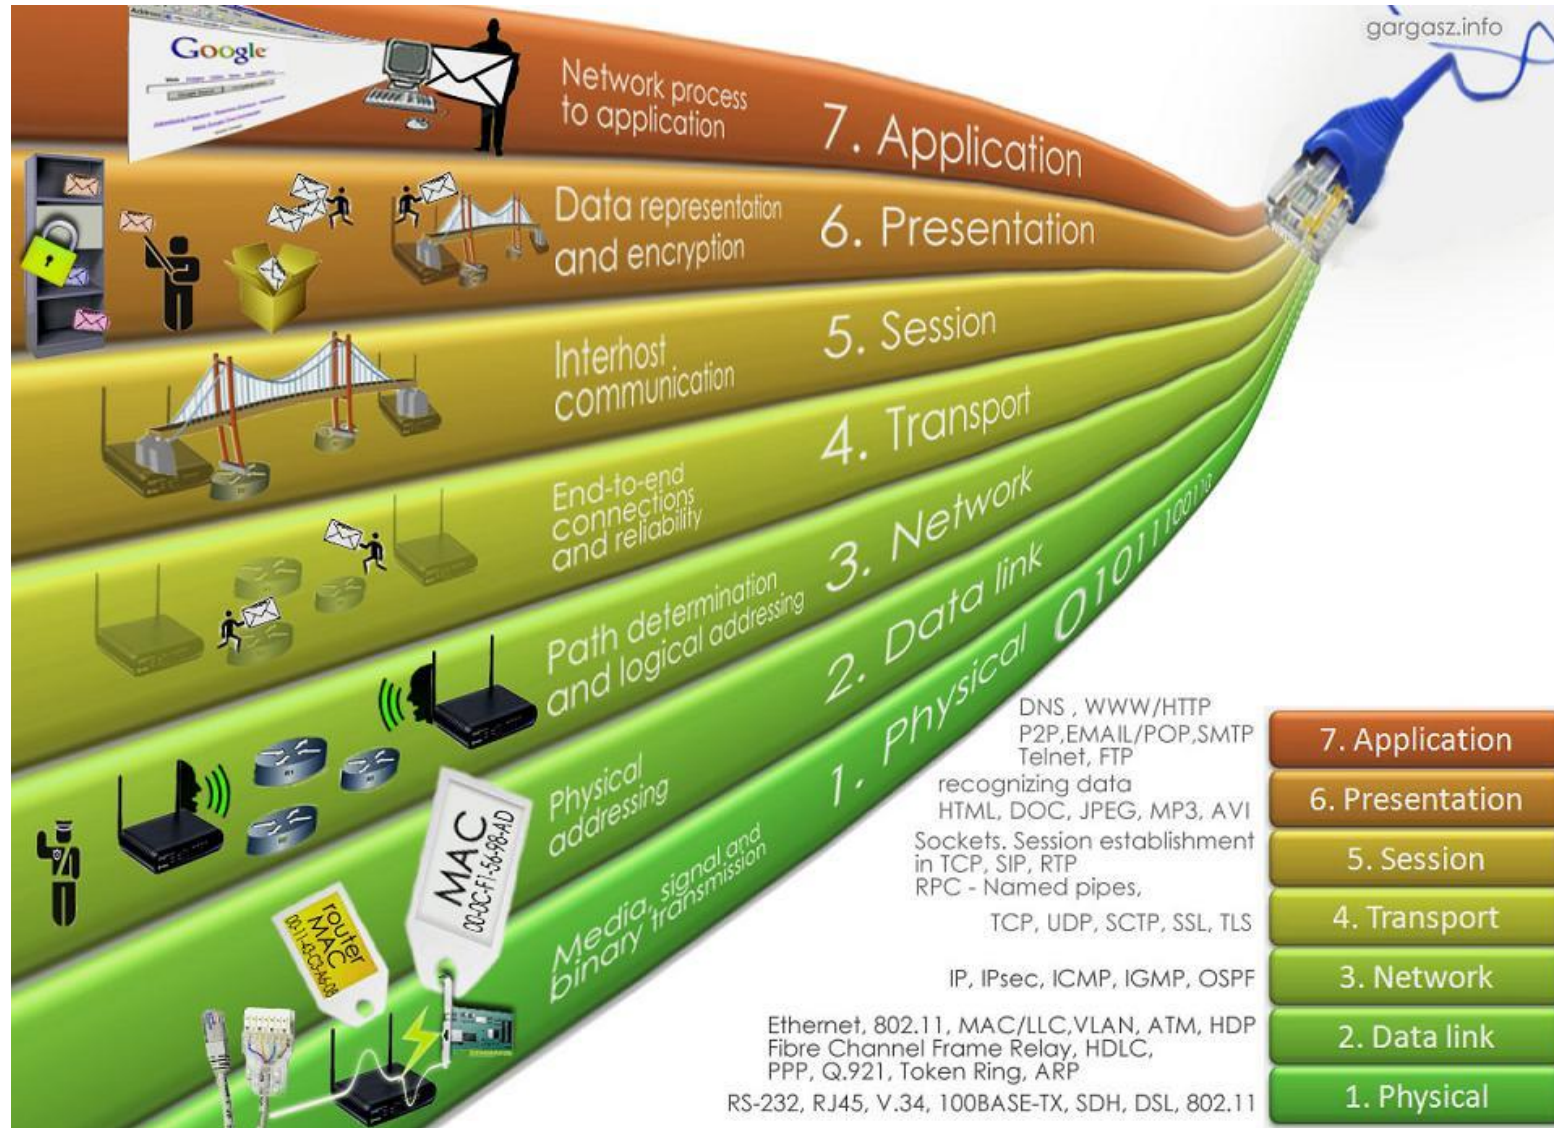 gargasz.info
Address
Google
Network process
to application
7. Application
Data representation
and encryption
6. Presentation
Interhost
communication
5. Session
End-to-end
connections
and reliability
4. Transport
Path determination
and logical addressing
3. Network
Physical
addressing
2. Data link
Media, signal and
binary transmission
1. Physical
0101110011
MAC
00-0C-F1-56-98-AD
router
MAC
00-11-43-C3-A6-08
DNS , WWW/HTTP
P2P,EMAIL/POP,SMTP
Telnet, FTP
7. Application
recognizing data
HTML, DOC, JPEG, MP3, AVI
6. Presentation
Sockets. Session establishment
in TCP, SIP, RTP
RPC - Named pipes,
5. Session
TCP, UDP, SCTP, SSL, TLS
4. Transport
IP, IPsec, ICMP, IGMP, OSPF
3. Network
Ethernet, 802.11, MAC/LLC,VLAN, ATM, HDP
Fibre Channel Frame Relay, HDLC,
PPP, Q.921, Token Ring, ARP
2. Data link
RS-232, RJ45, V.34, 100BASE-TX, SDH, DSL, 802.11
1. Physical